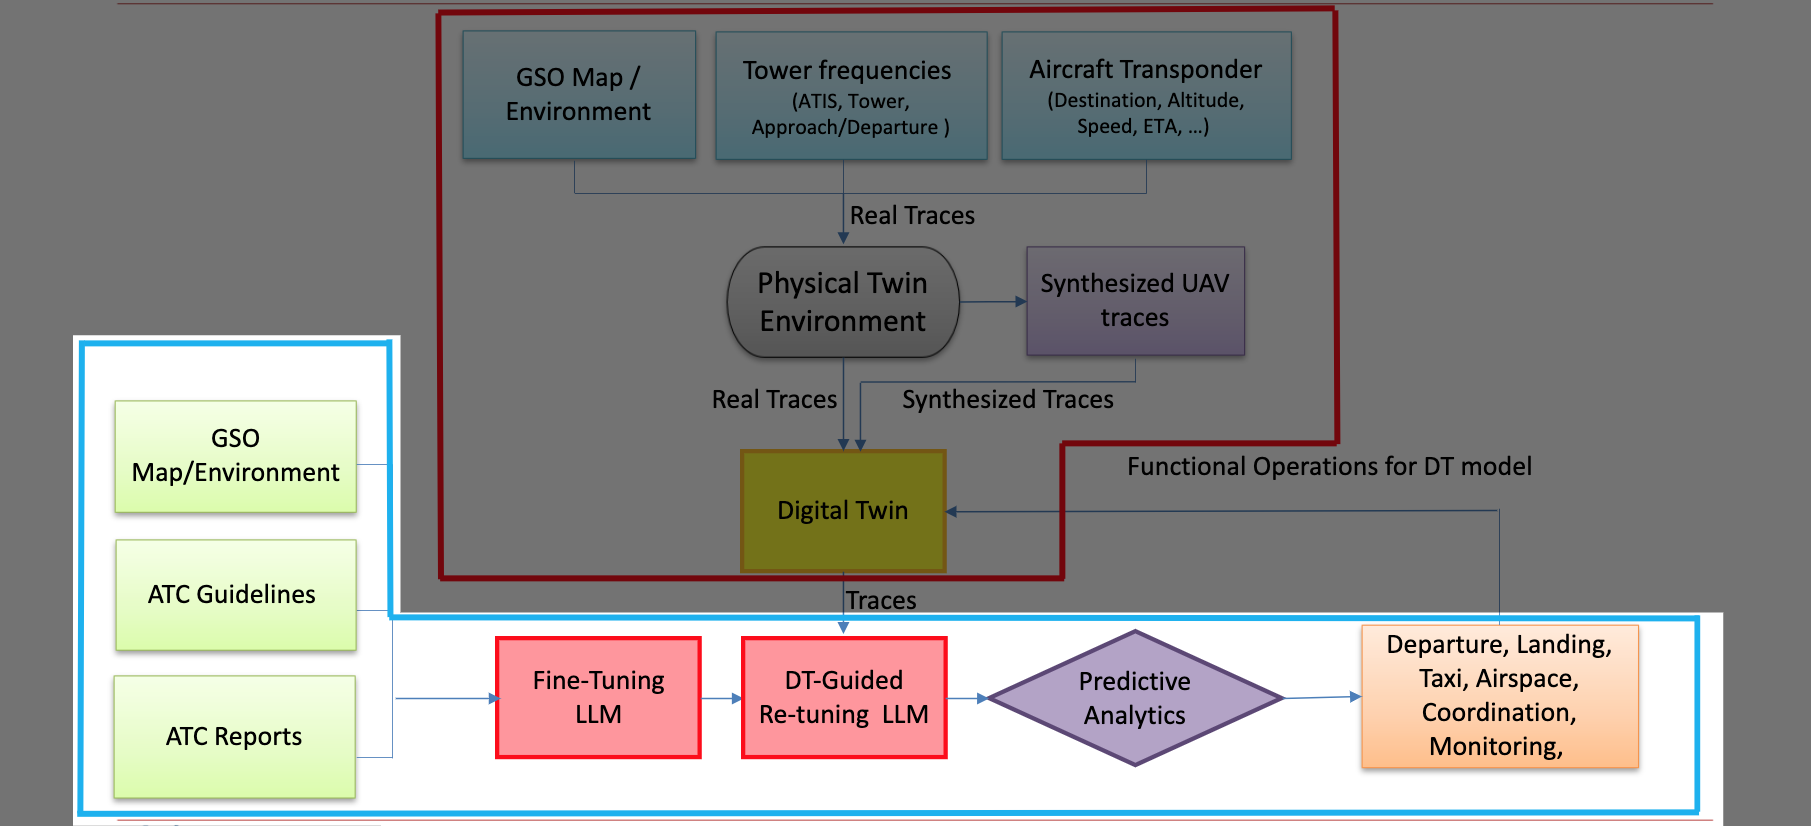 GSO Map /
Environment
Tower frequencies
(ATIS, Tower,
Approach/Departure )
Aircraft Transponder
(Destination, Altitude,
Speed, ETA, ...)
Real Traces
Physical Twin
Environment
Synthesized UAV
traces
Real Traces
Synthesized Traces
Digital Twin
Functional Operations for DT model
Traces
GSO
Map/Environment
ATC Guidelines
ATC Reports
Fine-Tuning
LLM
DT-Guided
Re-tuning LLM
Predictive
Analytics
Departure, Landing,
Taxi, Airspace,
Coordination,
Monitoring,